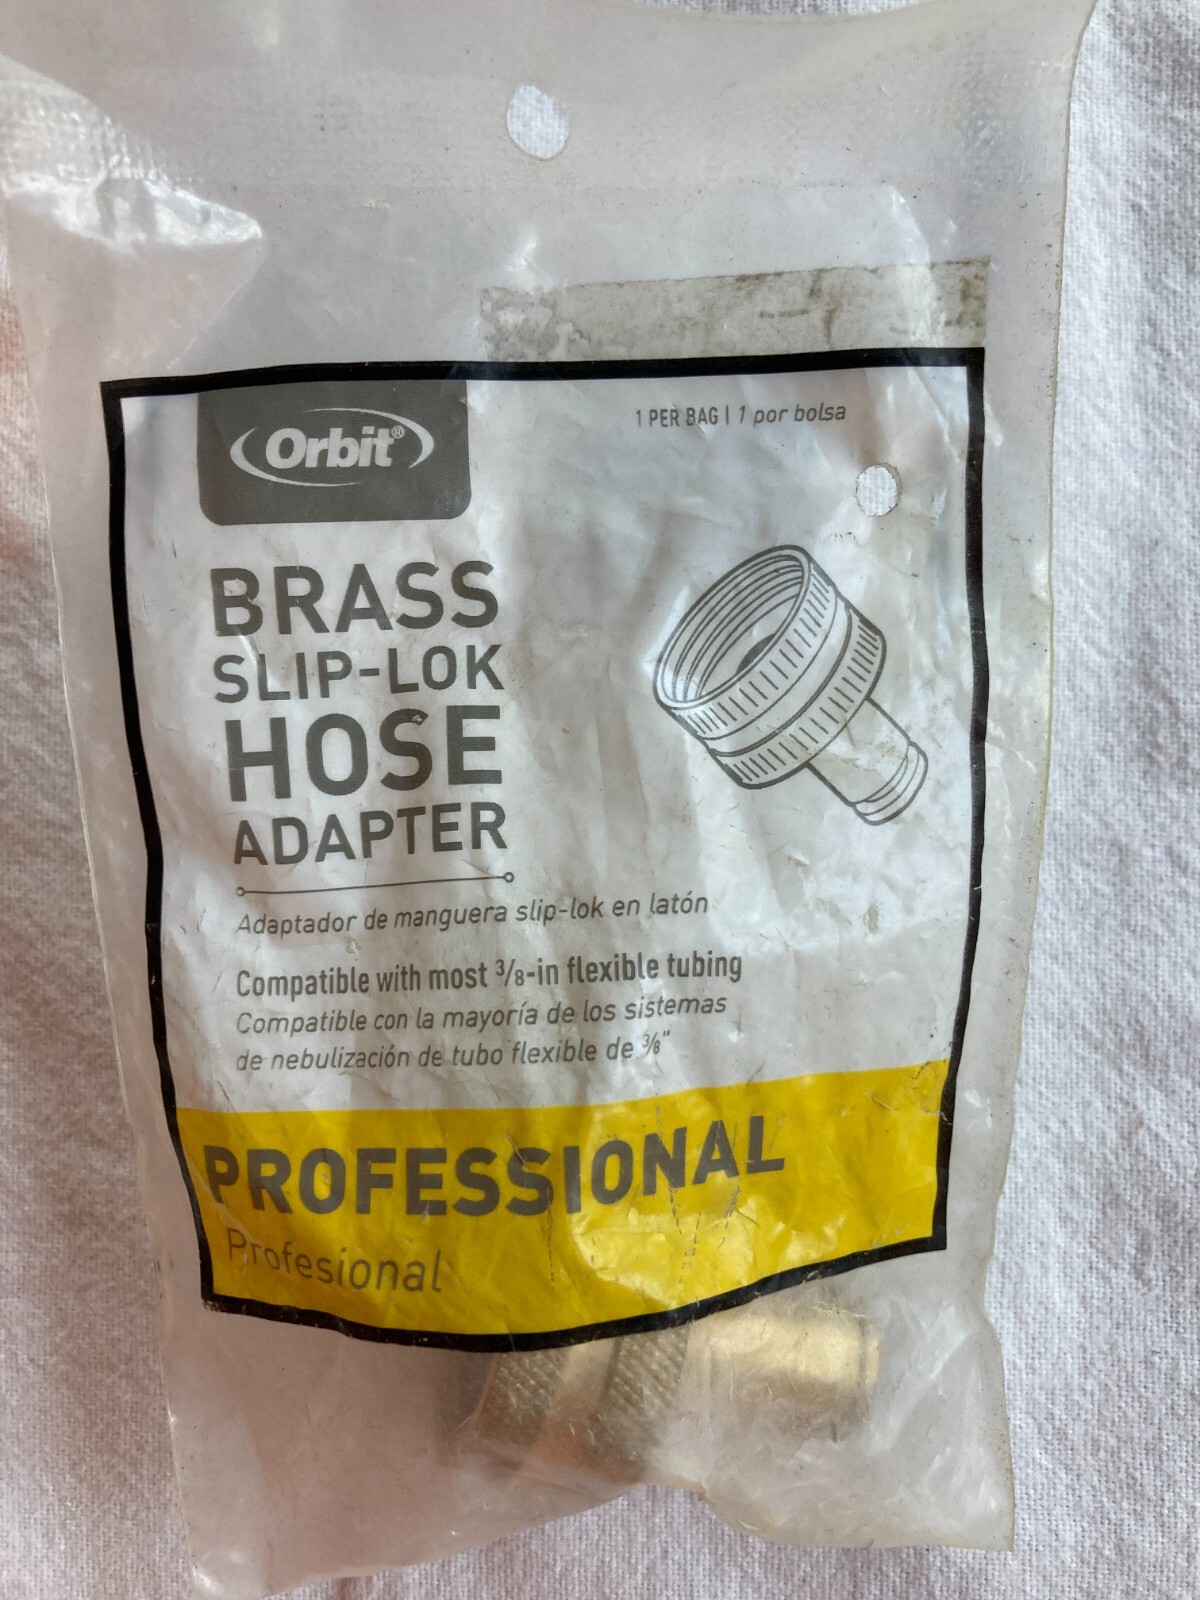 Orbit®
1 PER BAG | 1 por bolsa
BRASS
SLIP-LOK
HOSE
ADAPTER
Adaptador de manguera slip-lok en latón
Compatible with most 3/8-in flexible tubing
Compatible con la mayoría de los sistemas
de nebulización de tubo flexible de 3/8"
PROFESSIONAL
Profesional